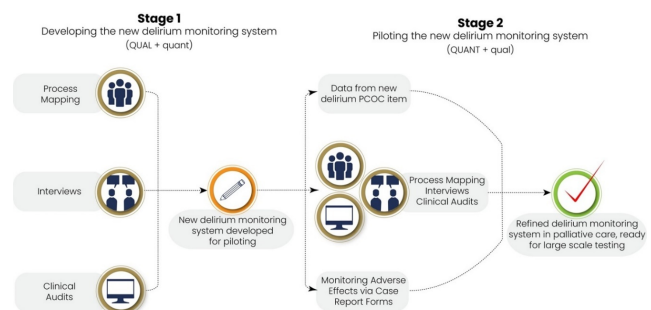 Stage 1
Developing the new delirium monitoring system
(QUAL + quant)
Process
Mapping
Interviews
Clinical
Audits
New delirium monitoring
system developed
for piloting
Stage 2
Piloting the new delirium monitoring system
(QUANT + qual)
Data from new
delirium PCOC item
Process Mapping
Interviews
Clinical Audits
Monitoring Adverse
Effects via Case
Report Forms
Refined delirium monitoring
system in palliative care, ready
for large scale testing